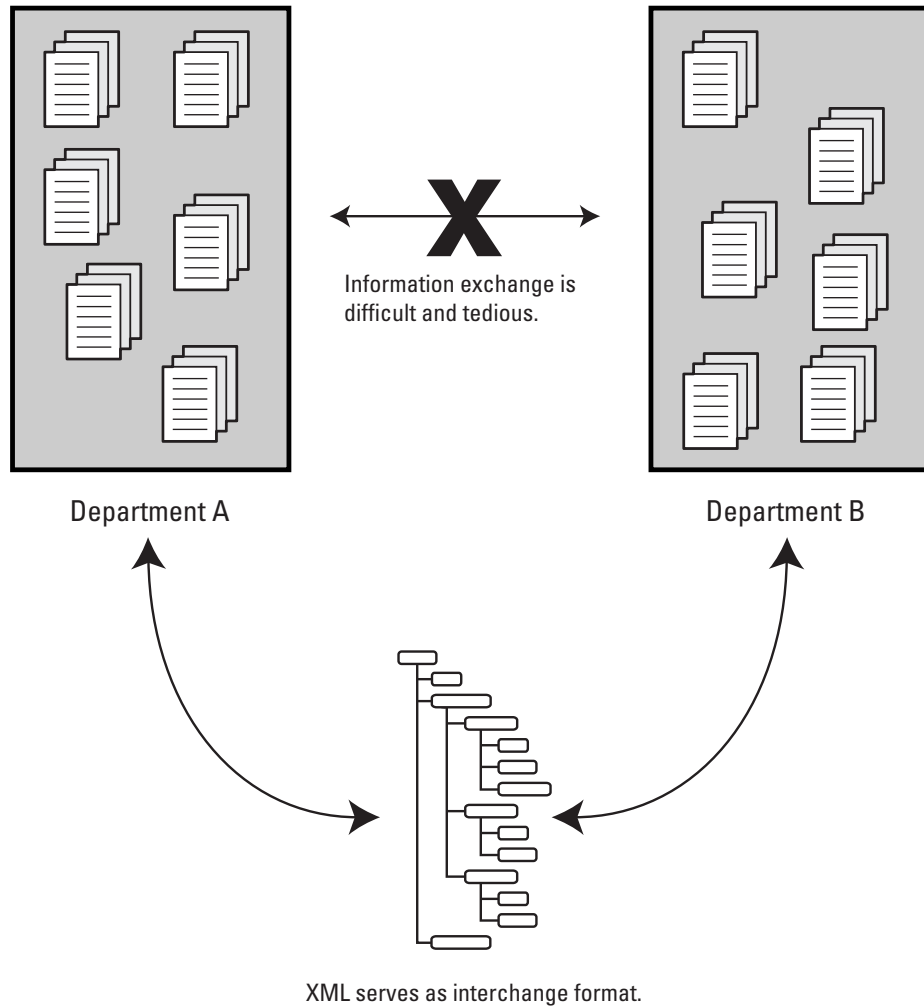 X
Information exchange is
difficult and tedious.
Department A
Department B
XML serves as interchange format.